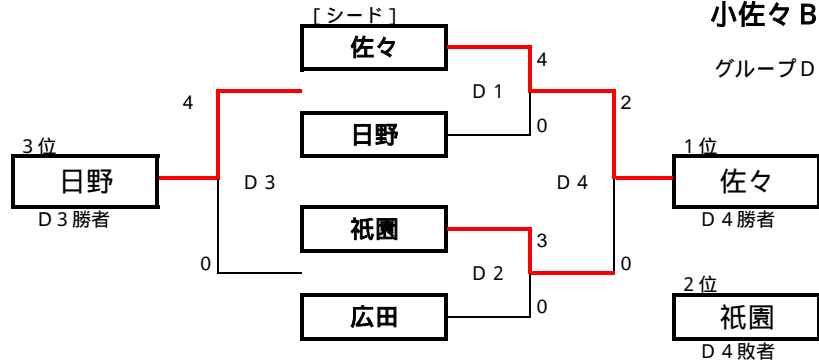 小佐々 B
グループD
[シード]
佐々
4
D 1
日野
0
4
2
3位
日野
D 3勝者
D 3
0
D 4
1位
佐々
D 4勝者
祇園
3
D 2
広田
0
0
2位
祇園
D 4敗者